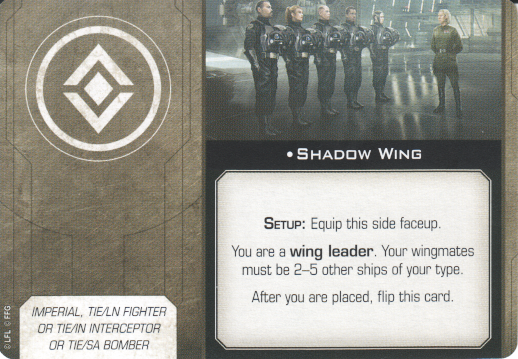 • SHADOW WING
SETUP: Equip this side faceup.
You are a wing leader. Your wingmates
must be 2–5 other ships of your type.
After you are placed, flip this card.
IMPERIAL, TIE/LN FIGHTER
OR TIE/IN INTERCEPTOR
OR TIE/SA BOMBER
©LFL ©FFG